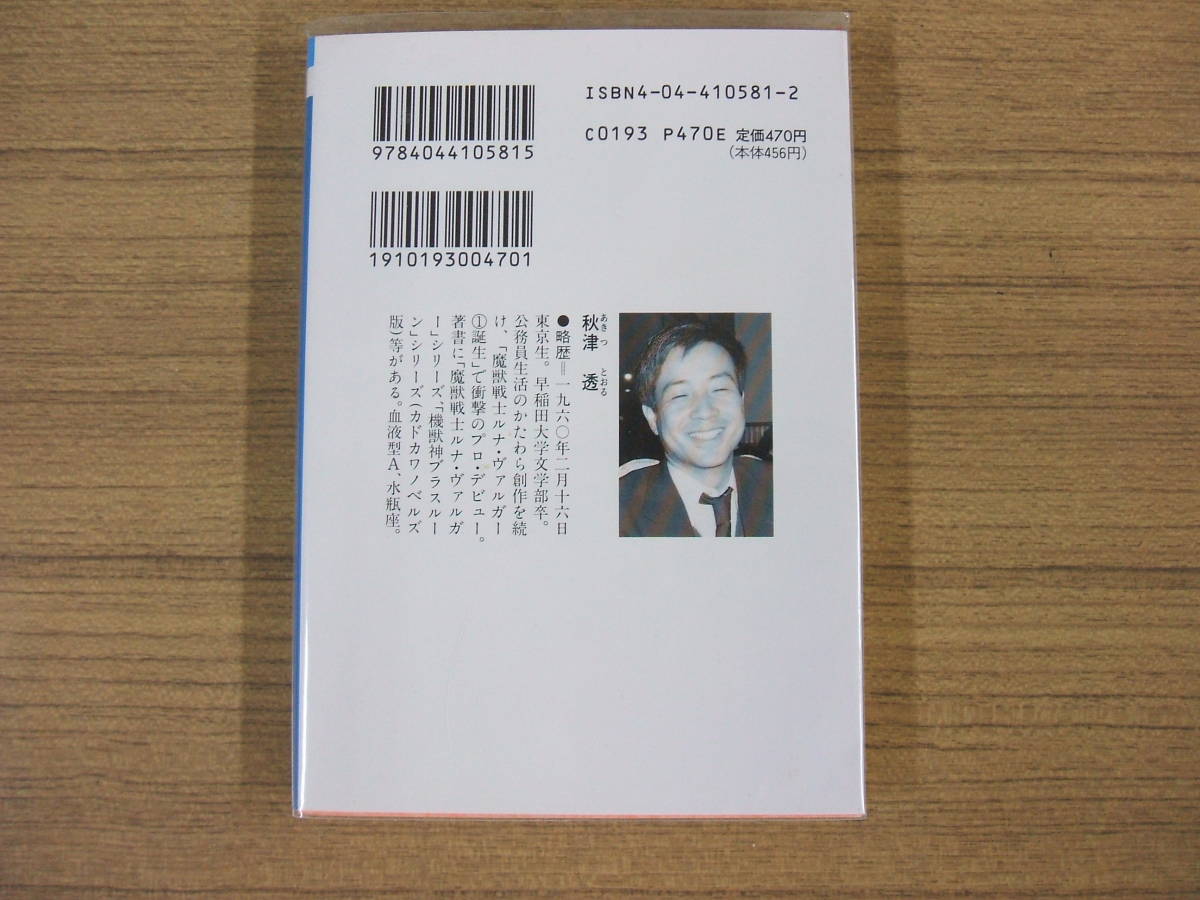 ISBN4-04-410581-2
C0193 P470E 定価470円
(本体456円)
9784044105815
1910193004701
秋津 透
あきつ とおる
●略歴＝一九六〇年二月十六日
東京生。早稲田大学文学部卒。
公務員生活のかたわら創作を続
け、「魔獣戦士ルナ・ヴァルガー
①誕生」で衝撃のプロ・デビュー。
著書に「魔獣戦士ルナ・ヴァルガ
ー」シリーズ、「機獣神ブラスルー
ン」シリーズ(カドカワノベルズ
版)等がある。血液型A、水瓶座。